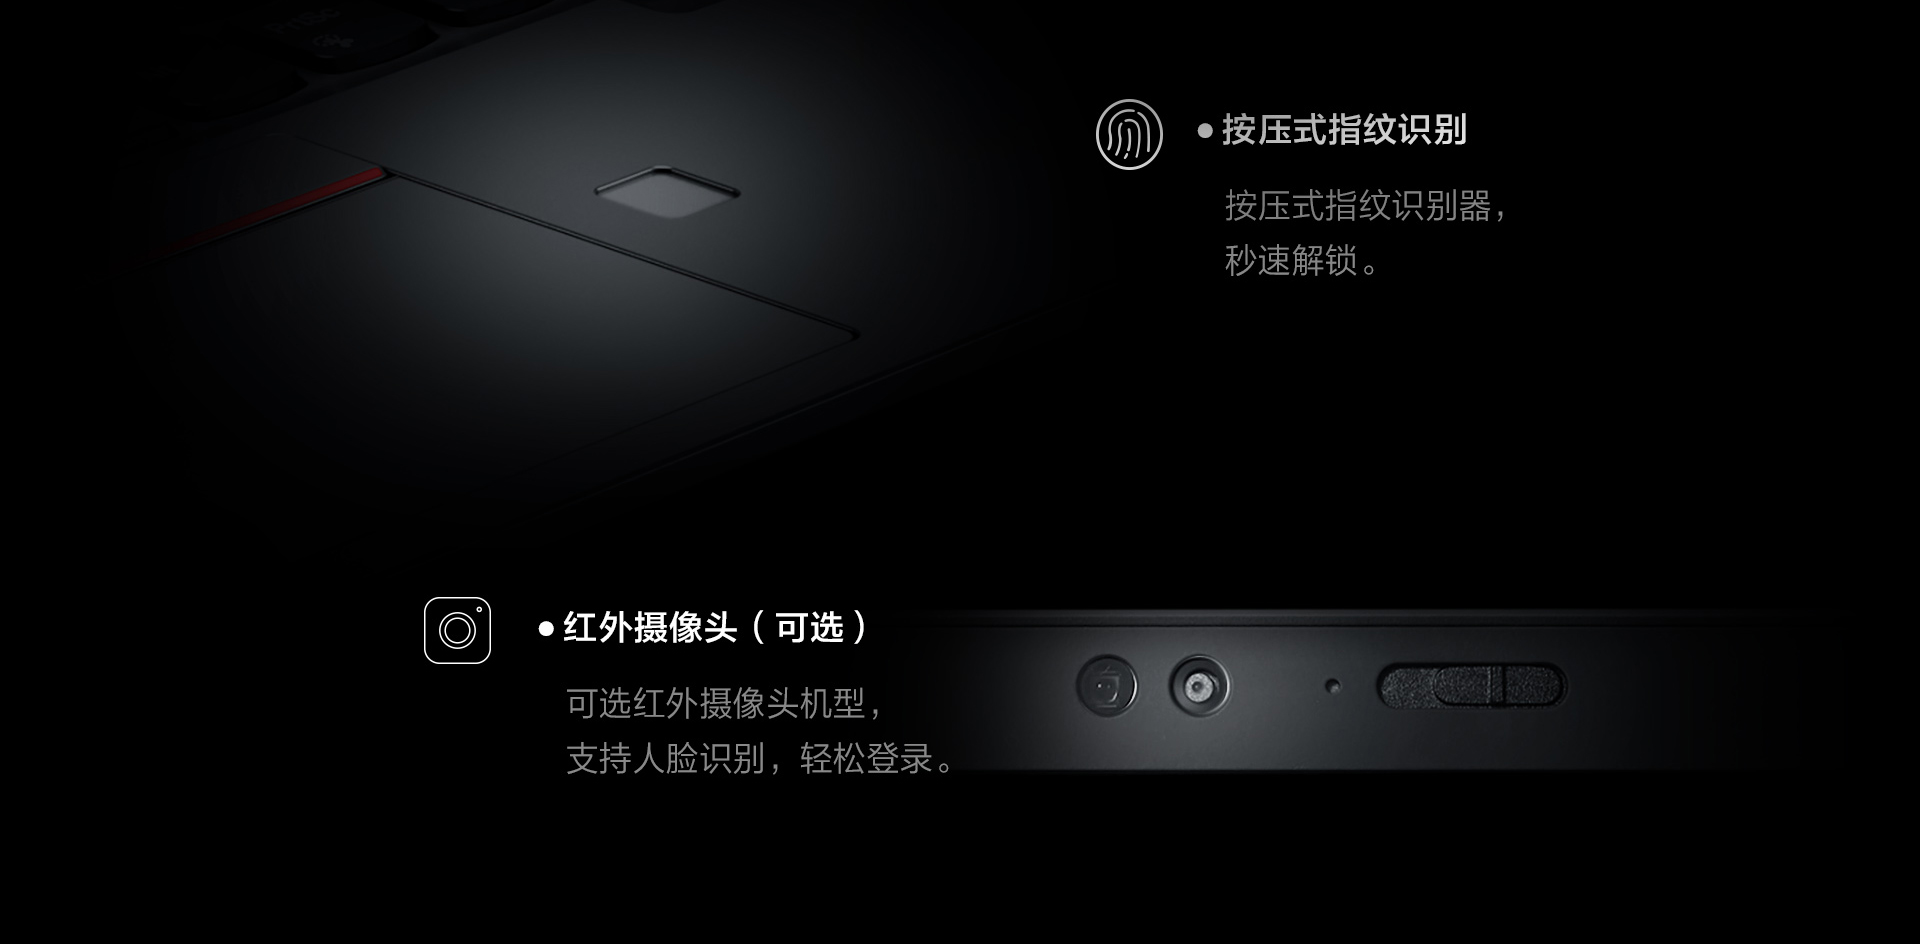 PrtSc
●按压式指纹识别
按压式指纹识别器，
秒速解锁。
●红外摄像头（可选）
可选红外摄像头机型，
支持人脸识别，轻松登录。